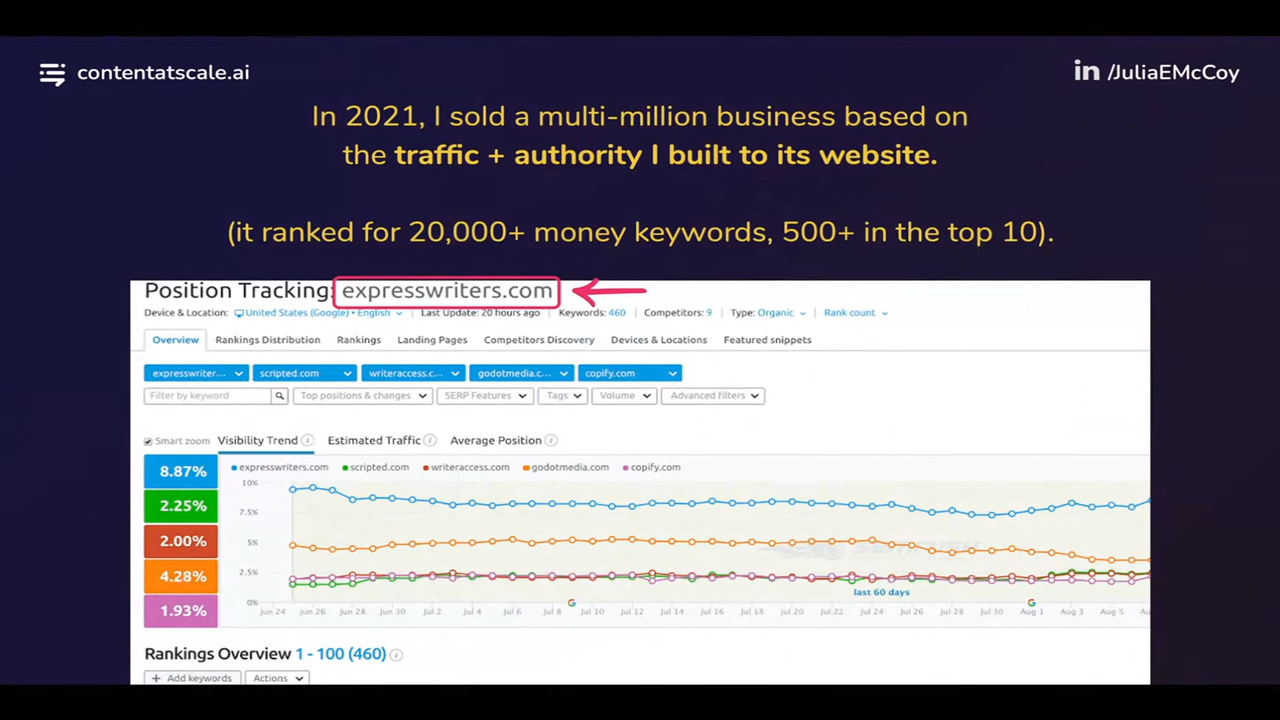 contentatscale.ai
in /JuliaEMcCoy
In 2021, I sold a multi-million business based on
the traffic + authority I built to its website.
(it ranked for 20,000+ money keywords, 500+ in the top 10).
Position Tracking: expresswriters.com
Device & Location: United States (Google) • English Last Update: 20 hours ago Keywords: 460 Competitors: 9 Type: Organic Rank count
Overview Rankings Distribution Rankings Landing Pages Competitors Discovery Devices & Locations Featured snippets
expresswriter... scripted.com writeraccess.c... godotmedia.c... copify.com
Filter by keyword Top positions & changes SERP Features Tags Volume Advanced filters
Smart zoom Visibility Trend Estimated Traffic Average Position
8.87% expresswriters.com scripted.com writeraccess.com godotmedia.com copify.com
10%
2.25%
7.5%
2.00%
5%
SEMRUSH
4.28%
2.5%
last 60 days
1.93%
0%
G G
Jun 24 Jun 26 Jun 28 Jun 30 Jul 2 Jul 4 Jul 6 Jul 8 Jul 10 Jul 12 Jul 14 Jul 16 Jul 18 Jul 20 Jul 22 Jul 24 Jul 26 Jul 28 Jul 30 Aug 1 Aug 3 Aug 5
Rankings Overview 1 - 100 (460)
+ Add keywords Actions